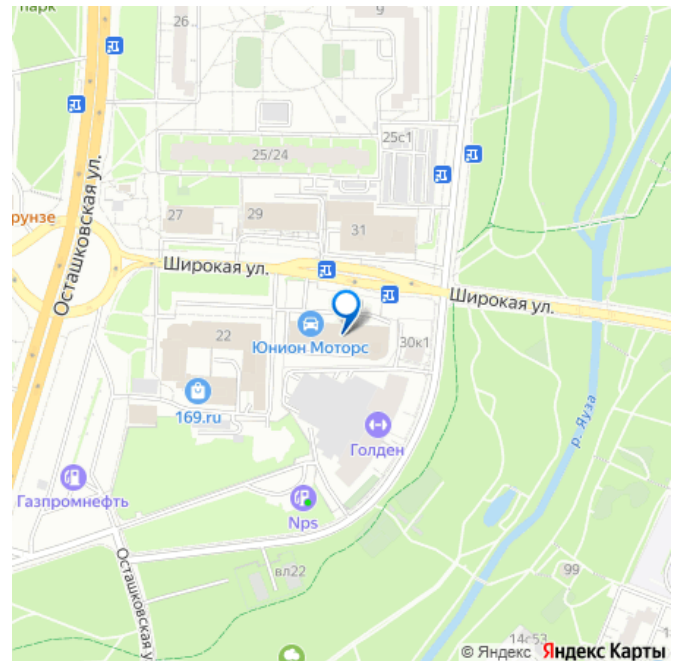 парк
26
9
25с1
25/24
рунзе
27
29
31
Осташковская ул.
Широкая ул.
Широкая ул.
22
Юнион Моторс
30к1
169.ru
р. Яуза
Голден
Газпромнефть
Nps
Осташковская у
вл22
99
14с53
© Яндекс Яндекс Карты